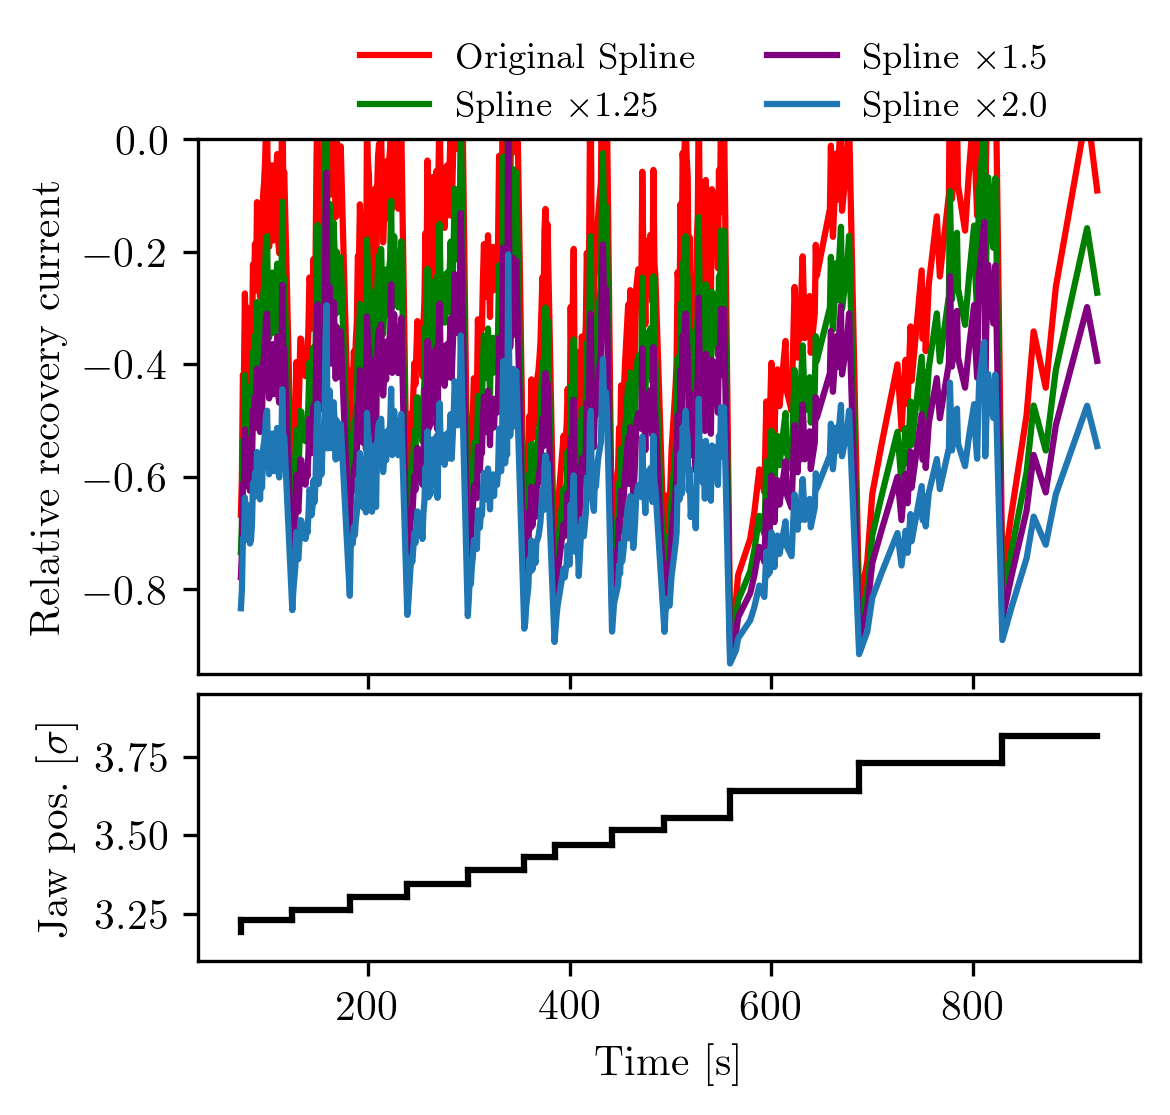 Original Spline
Spline ×1.25
Spline ×1.5
Spline ×2.0
Relative recovery current
0.0
−0.2
−0.4
−0.6
−0.8
Jaw pos. [σ]
3.75
3.50
3.25
200
400
600
800
Time [s]